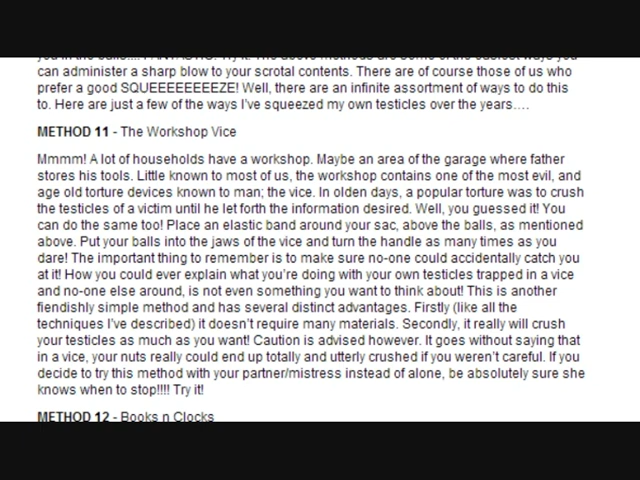 can administer a sharp blow to your scrotal contents. There are of course those of us who
prefer a good SQUEEEEEEEEZE! Well, there are an infinite assortment of ways to do this
to. Here are just a few of the ways I've squeezed my own testicles over the years….
METHOD 11 - The Workshop Vice
Mmmm! A lot of households have a workshop. Maybe an area of the garage where father
stores his tools. Little known to most of us, the workshop contains one of the most evil, and
age old torture devices known to man; the vice. In olden days, a popular torture was to crush
the testicles of a victim until he let forth the information desired. Well, you guessed it! You
can do the same too! Place an elastic band around your sac, above the balls, as mentioned
above. Put your balls into the jaws of the vice and turn the handle as many times as you
dare! The important thing to remember is to make sure no-one could accidentally catch you
at it! How you could ever explain what you're doing with your own testicles trapped in a vice
and no-one else around, is not even something you want to think about! This is another
fiendishly simple method and has several distinct advantages. Firstly (like all the
techniques I've described) it doesn't require many materials. Secondly, it really will crush
your testicles as much as you want! Caution is advised however. It goes without saying that
in a vice, your nuts really could end up totally and utterly crushed if you weren't careful. If you
decide to try this method with your partner/mistress instead of alone, be absolutely sure she
knows when to stop!!!! Try it!
METHOD 12 - Books n Clocks